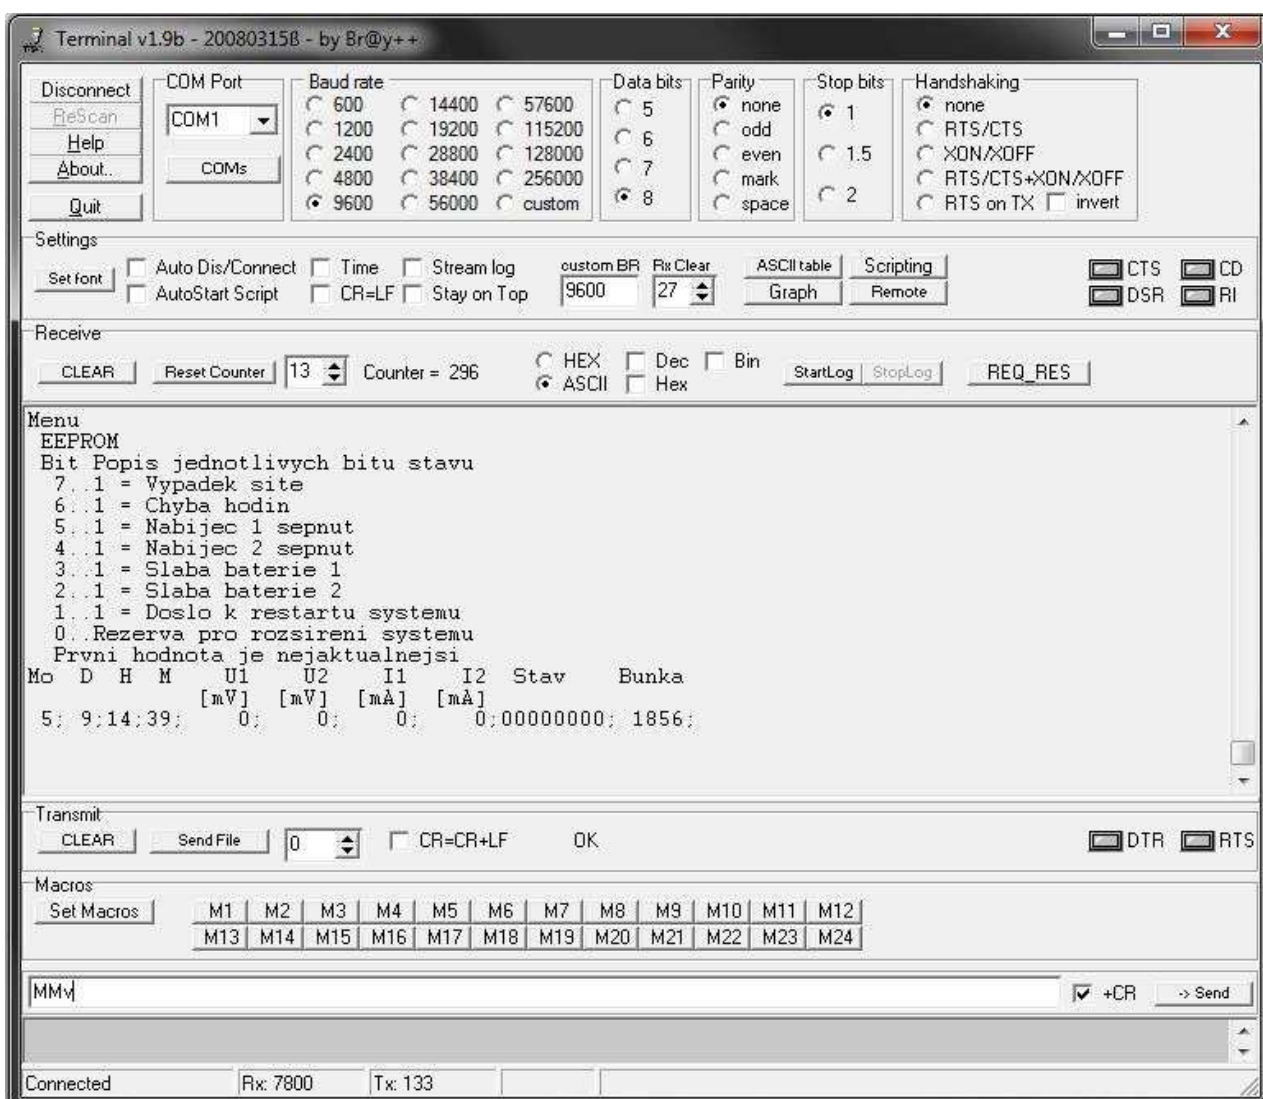 Terminal v1.9b - 20080315ß - by Br@y++
Disconnect
ReScan
Help
About..
Quit
COM Port
COM1
COMs
Baud rate
600 14400 57600
1200 19200 115200
2400 28800 128000
4800 38400 256000
9600 56000 custom
Data bits
5
6
7
8
Parity
none
odd
even
mark
space
Stop bits
1
1.5
2
Handshaking
none
RTS/CTS
XON/XOFF
RTS/CTS+XON/XOFF
RTS on TX invert
Settings
Set font
Auto Dis/Connect Time Stream log
AutoStart Script CR=LF Stay on Top
custom BR Rx Clear
9600 27
ASCII table Scripting
Graph Remote
CTS CD
DSR RI
Receive
CLEAR Reset Counter 13 Counter = 296
HEX Dec Bin
ASCII Hex
StartLog StopLog REQ_RES
Menu
EEPROM
Bit Popis jednotlivych bitu stavu
7..1 = Vypadek site
6..1 = Chyba hodin
5..1 = Nabijec 1 sepnut
4..1 = Nabijec 2 sepnut
3..1 = Slaba baterie 1
2..1 = Slaba baterie 2
1..1 = Doslo k restartu systemu
0..Rezerva pro rozsireni systemu
Prvni hodnota je nejaktualnejsi
Mo D H M U1 U2 I1 I2 Stav Bunka
[mV] [mV] [mA] [mA]
5; 9;14;39; 0; 0; 0; 0;00000000; 1856;
Transmit
CLEAR Send File 0 CR=CR+LF OK
DTR RTS
Macros
Set Macros
M1 M2 M3 M4 M5 M6 M7 M8 M9 M10 M11 M12
M13 M14 M15 M16 M17 M18 M19 M20 M21 M22 M23 M24
MMv
+CR -> Send
Connected Rx: 7800 Tx: 133